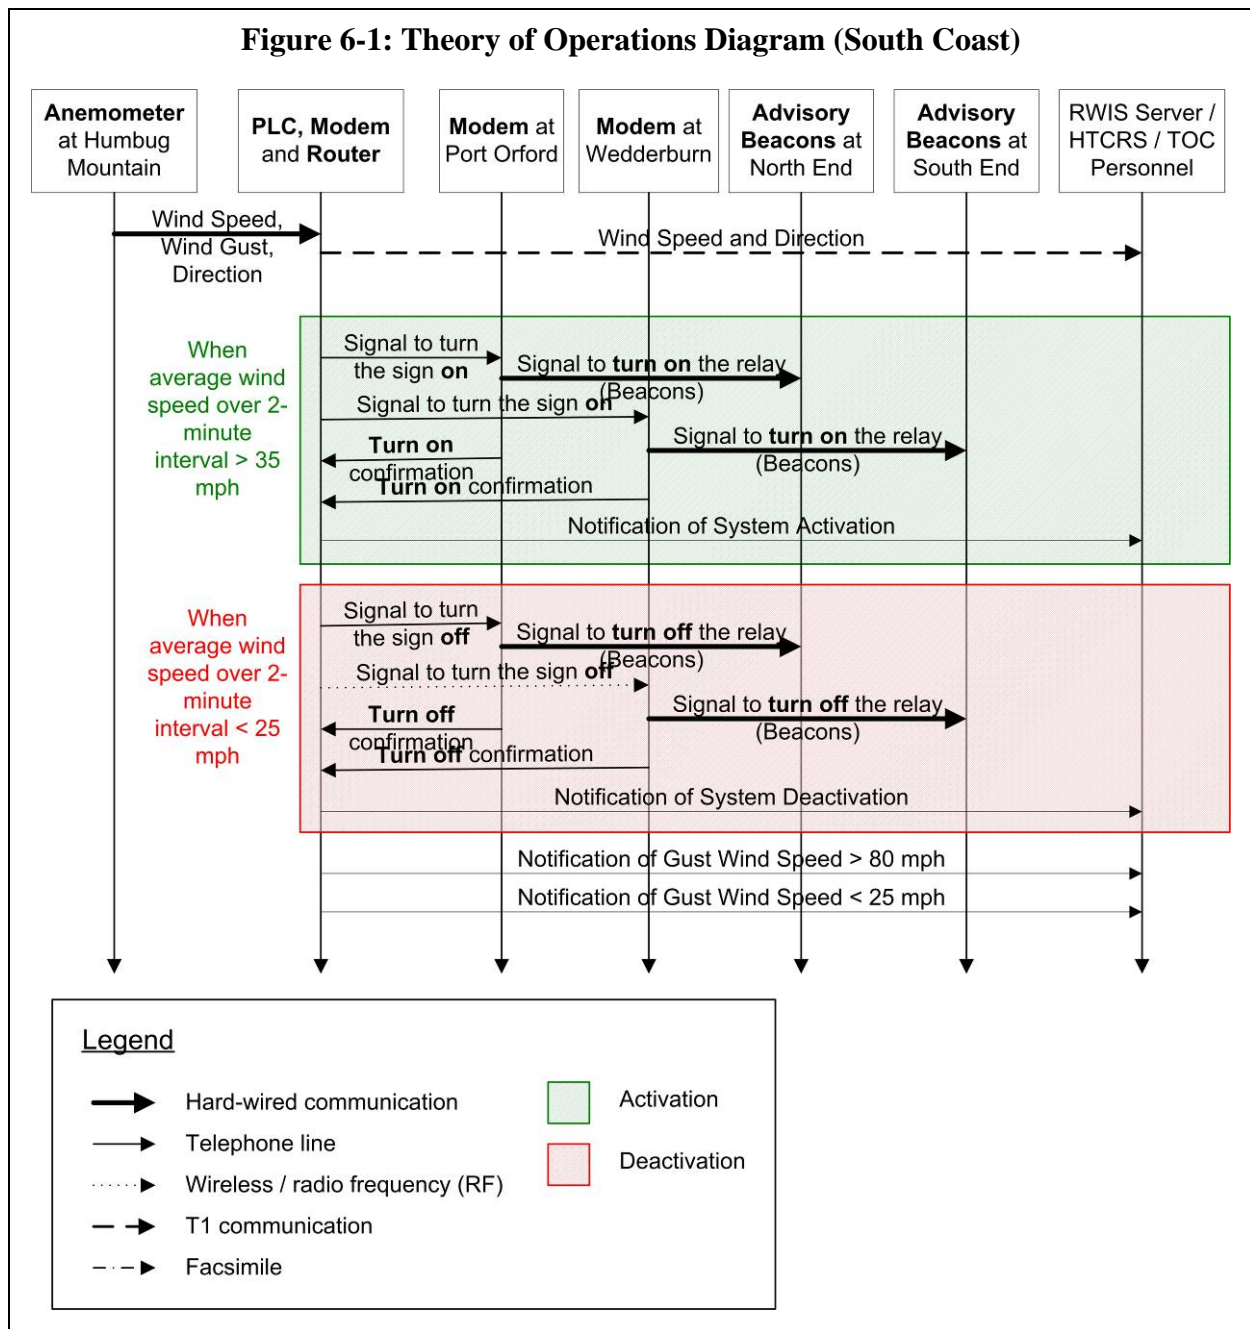 Figure 6-1: Theory of Operations Diagram (South Coast)
Anemometer
at Humbug
Mountain
PLC, Modem
and Router
Modem at
Port Orford
Modem at
Wedderburn
Advisory
Beacons at
North End
Advisory
Beacons at
South End
RWIS Server /
HTCRS / TOC
Personnel
Wind Speed,
Wind Gust,
Direction
Wind Speed and Direction
When
average wind
speed over 2-
minute
interval > 35
mph
Signal to turn
the sign on
Signal to turn on the relay
(Beacons)
Signal to turn the sign on
Signal to turn on the relay
(Beacons)
Turn on
confirmation
Turn on confirmation
Notification of System Activation
When
average wind
speed over 2-
minute
interval < 25
mph
Signal to turn
the sign off
Signal to turn off the relay
(Beacons)
Signal to turn the sign off
Signal to turn off the relay
(Beacons)
Turn off
confirmation
Turn off confirmation
Notification of System Deactivation
Notification of Gust Wind Speed > 80 mph
Notification of Gust Wind Speed < 25 mph
Legend
Hard-wired communication
Telephone line
Wireless / radio frequency (RF)
T1 communication
Facsimile
Activation
Deactivation